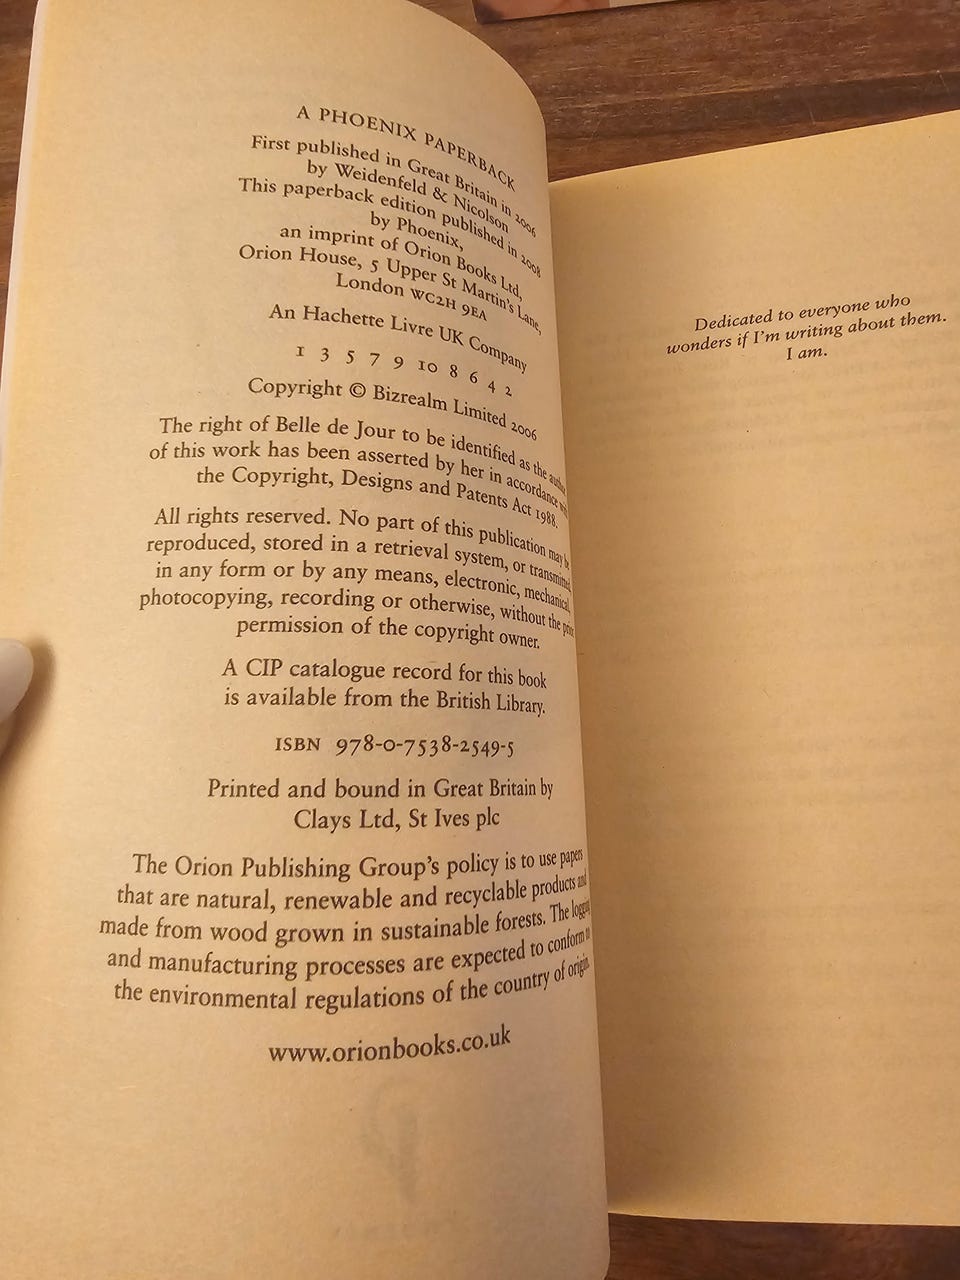 A PHOENIX PAPERBACK
First published in Great Britain in 2006
by Weidenfeld & Nicolson
This paperback edition published in 2008
by Phoenix,
an imprint of Orion Books Ltd,
Orion House, 5 Upper St Martin's Lane,
London WC2H 9EA
An Hachette Livre UK Company
1 3 5 7 9 10 8 6 4 2
Copyright © Bizrealm Limited 2006
The right of Belle de Jour to be identified as the author
of this work has been asserted by her in accordance with
the Copyright, Designs and Patents Act 1988.
All rights reserved. No part of this publication may be
reproduced, stored in a retrieval system, or transmitted,
in any form or by any means, electronic, mechanical,
photocopying, recording or otherwise, without the prior
permission of the copyright owner.
A CIP catalogue record for this book
is available from the British Library.
ISBN 978-0-7538-2549-5
Printed and bound in Great Britain by
Clays Ltd, St Ives plc
The Orion Publishing Group's policy is to use papers
that are natural, renewable and recyclable products and
made from wood grown in sustainable forests. The logging
and manufacturing processes are expected to conform to
the environmental regulations of the country of origin.
www.orionbooks.co.uk
Dedicated to everyone who
wonders if I'm writing about them.
I am.